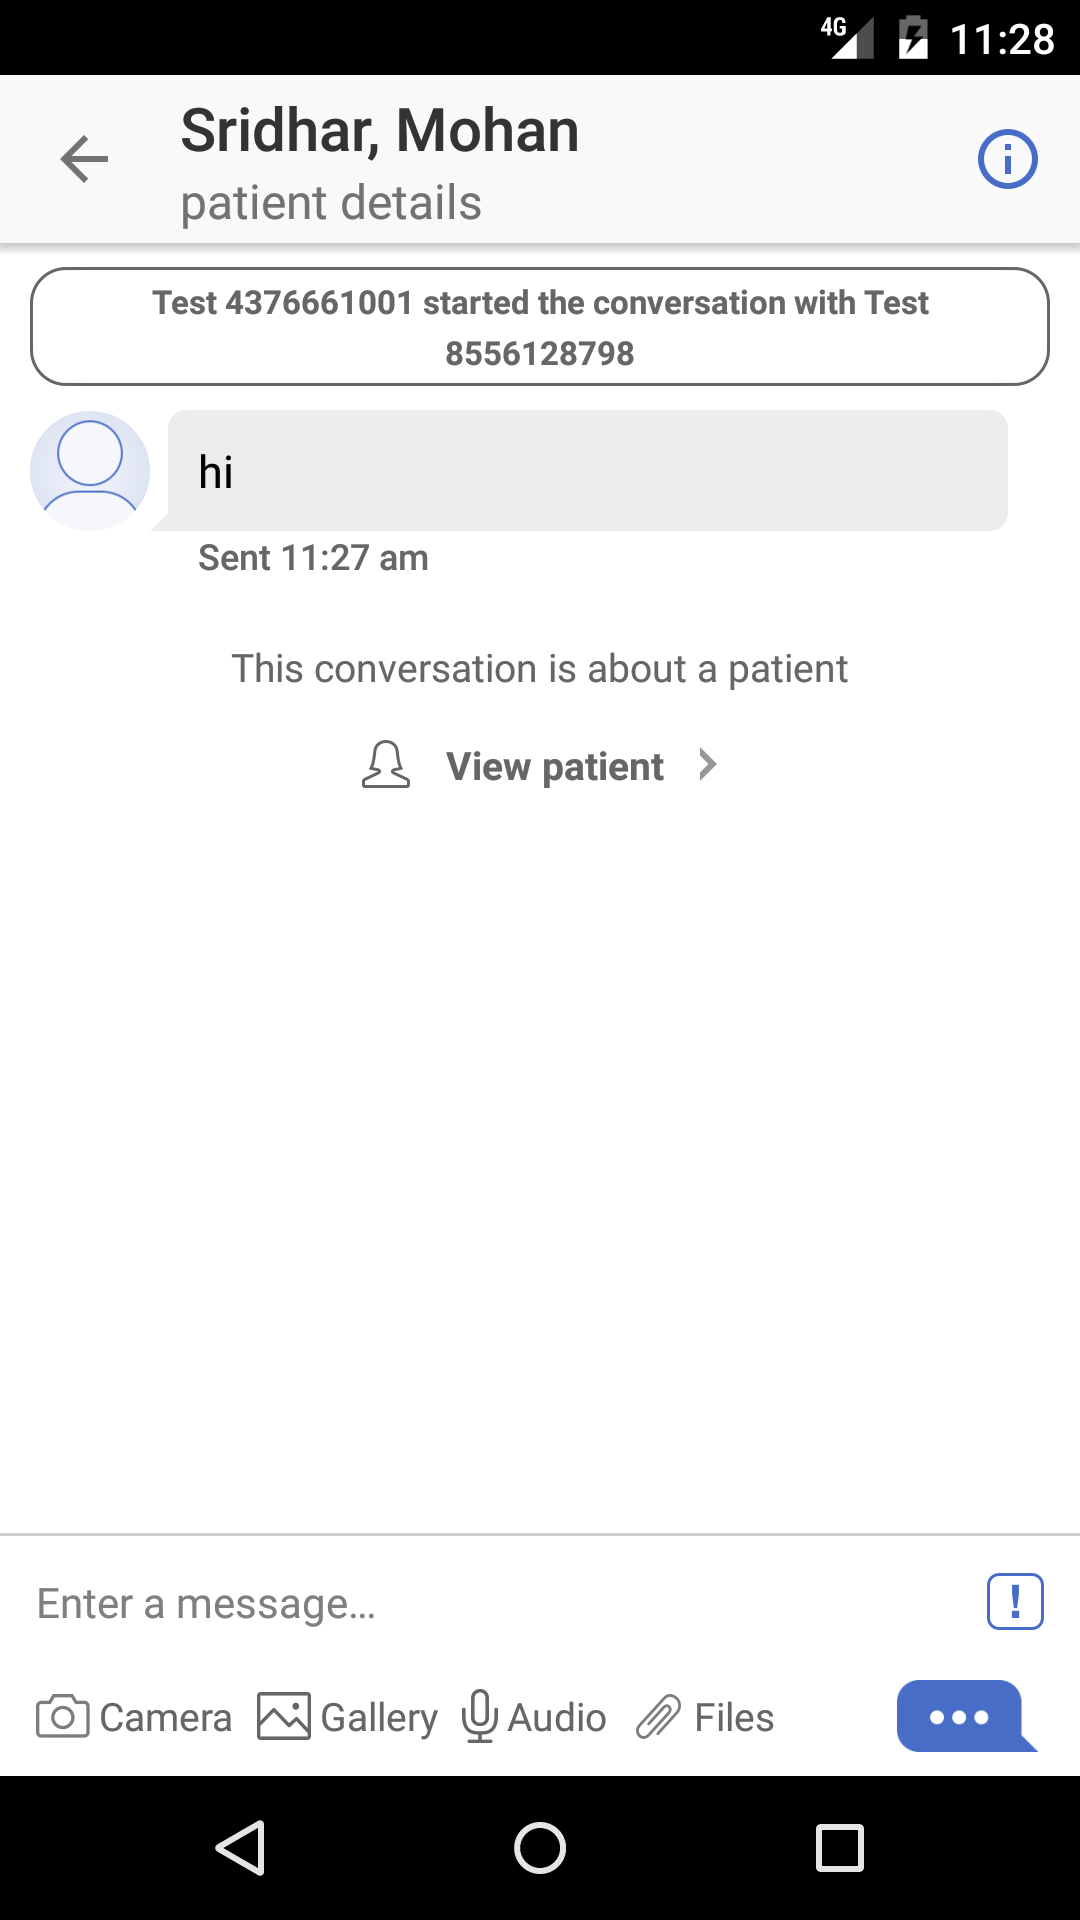 4G 11:28
Sridhar, Mohan
patient details
Test 4376661001 started the conversation with Test
8556128798
hi
Sent 11:27 am
This conversation is about a patient
View patient
Enter a message...
!
Camera Gallery Audio Files